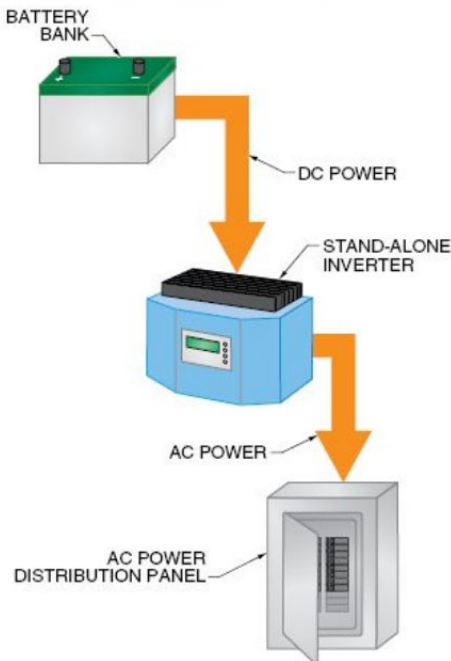 BATTERY
BANK
DC POWER
STAND-ALONE
INVERTER
AC POWER
AC POWER
DISTRIBUTION PANEL